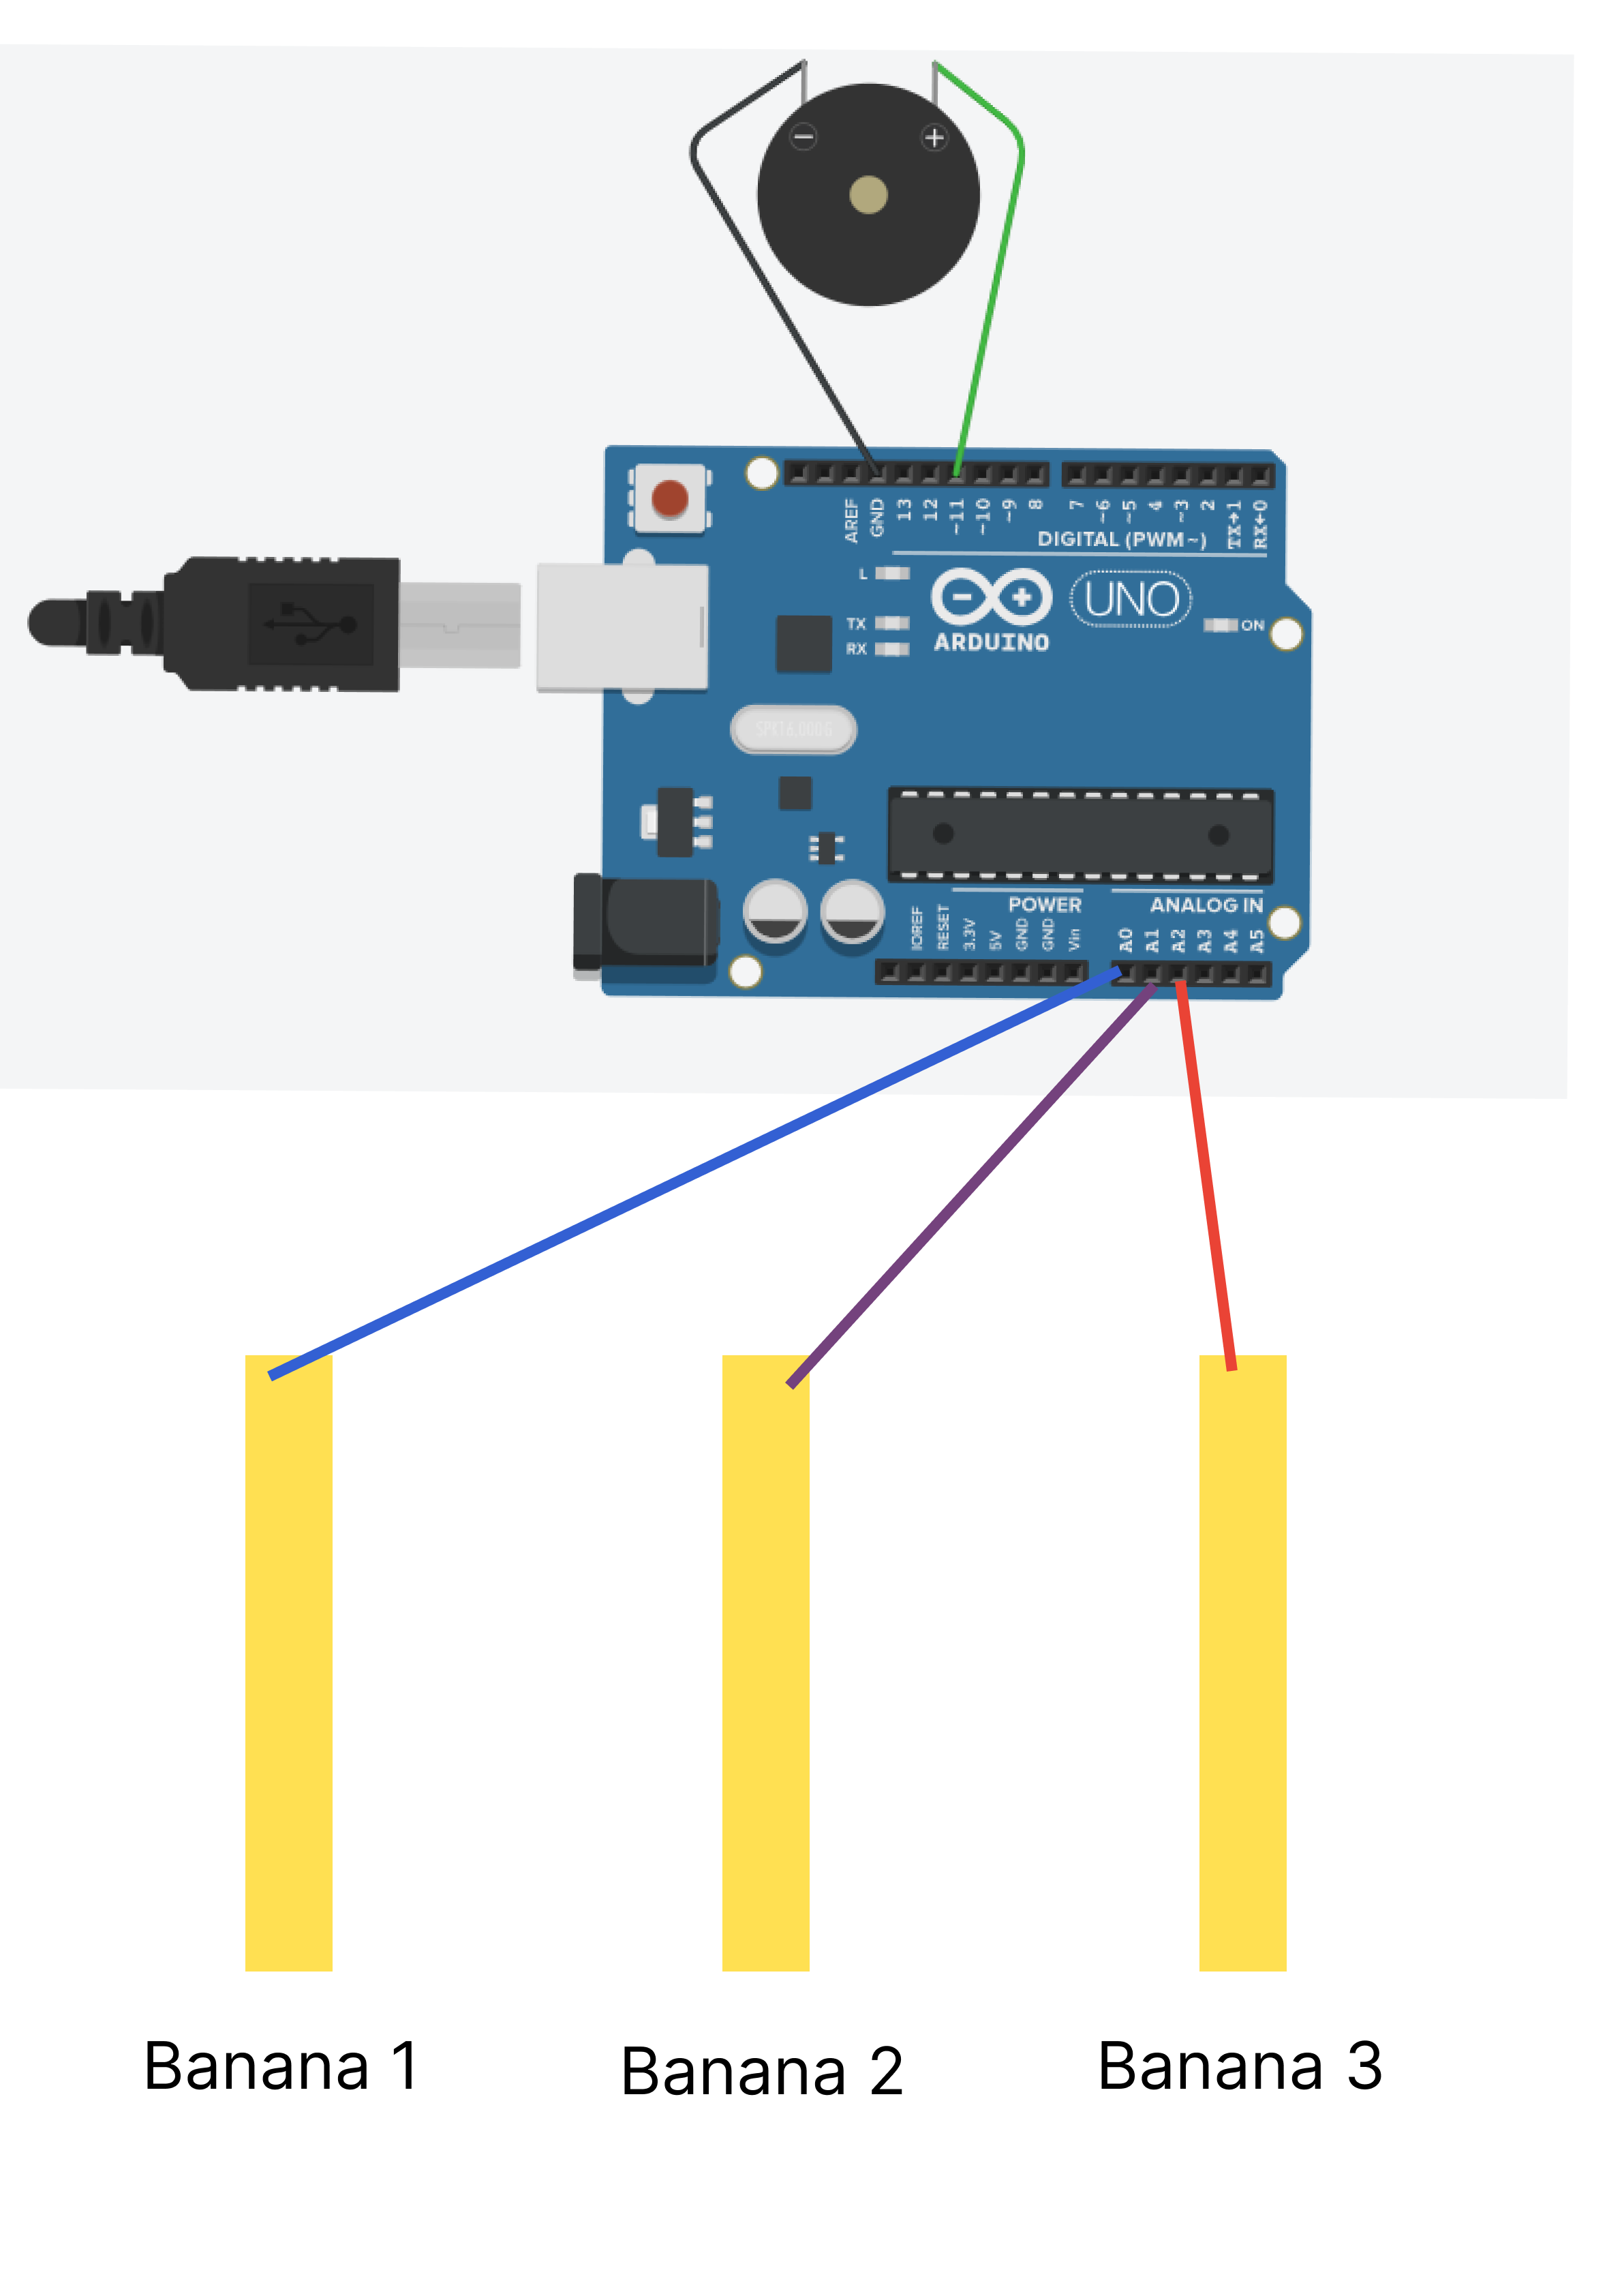 AREF
GND
13
12
~11
~10
~9
8
7
~6
~5
4
~3
2
TX→1
RX←0
DIGITAL (PWM~)
L
TX
RX
ARDUINO
UNO
ON
SPK16.000G
POWER
ANALOG IN
IOREF
RESET
3.3V
5V
GND
GND
Vin
A0
A1
A2
A3
A4
A5
Banana 1
Banana 2
Banana 3